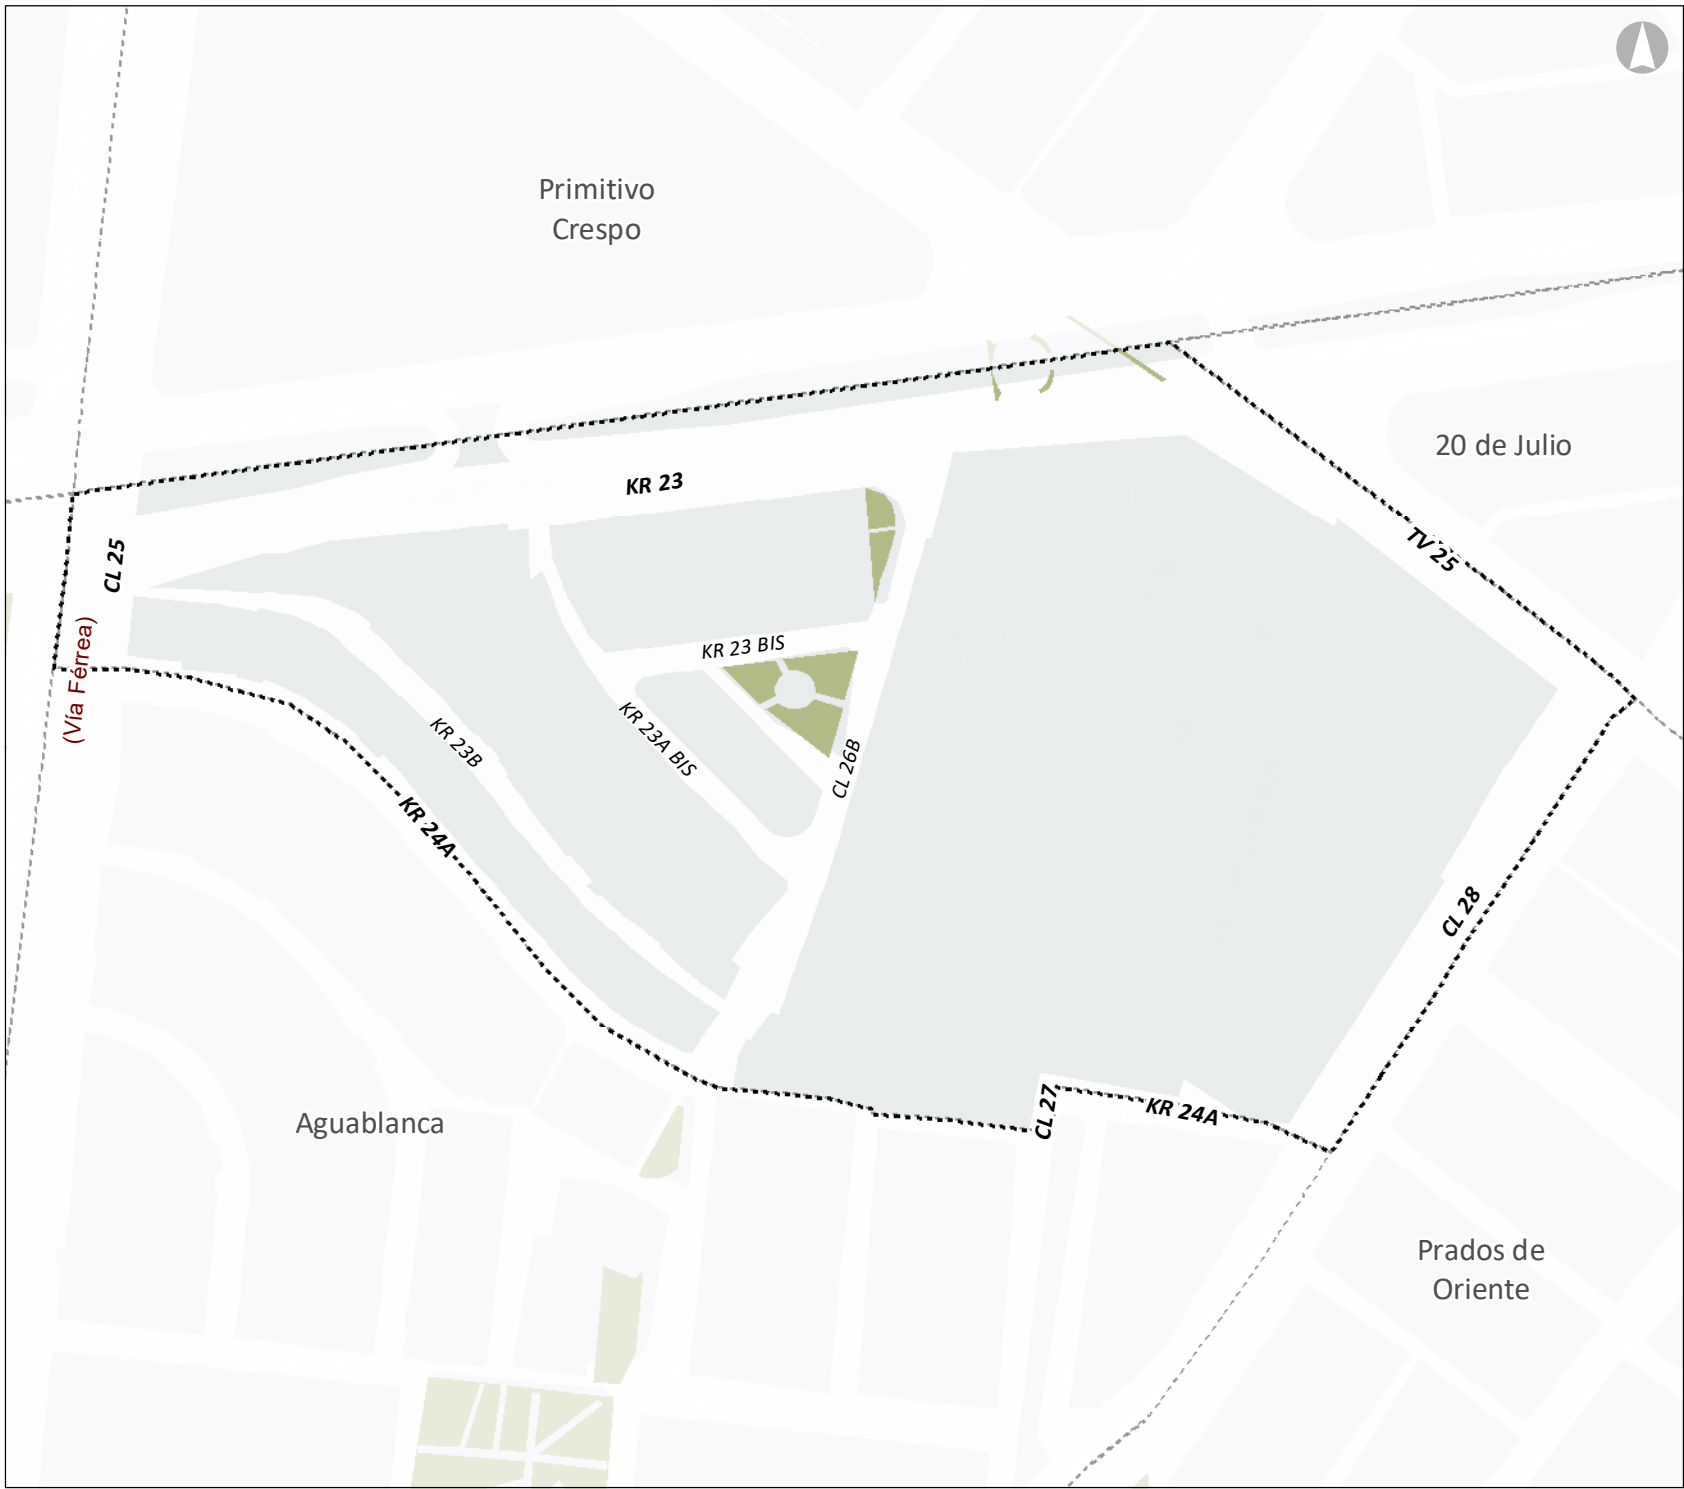 Primitivo
Crespo
20 de Julio
KR 23
TV 25
CL 25
(Vía Férrea)
KR 23 BIS
KR 23A BIS
KR 23B
CL 26B
KR 24A
CL 28
CL 27
KR 24A
Aguablanca
Prados de
Oriente